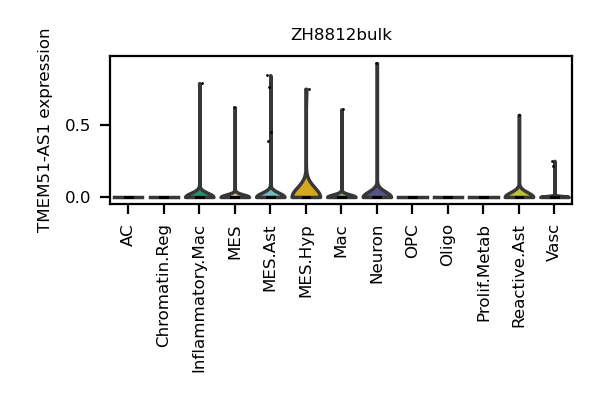 ZH8812bulk
TMEM51-AS1 expression
0.5
0.0
AC
Chromatin.Reg
Inflammatory.Mac
MES
MES.Ast
MES.Hyp
Mac
Neuron
OPC
Oligo
Prolif.Metab
Reactive.Ast
Vasc